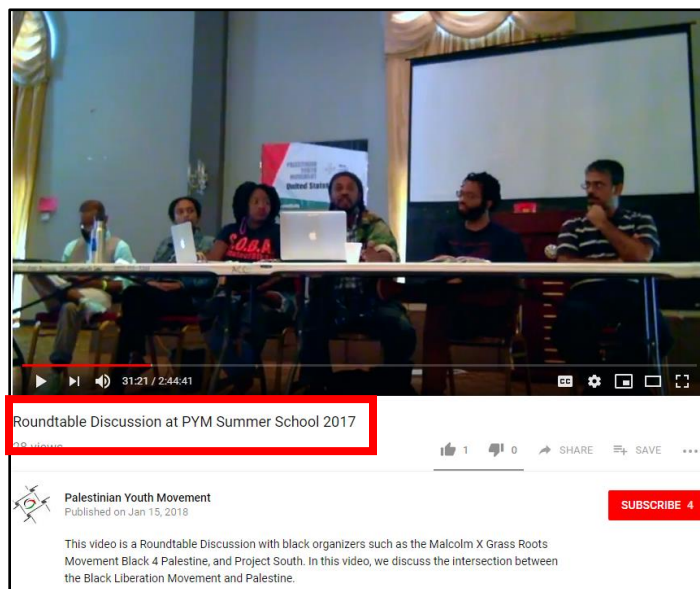 PALESTINIAN
YOUTH
MOVEMENT
United States
ACC
31:21 / 2:44:41
CC
Roundtable Discussion at PYM Summer School 2017
28 views
1
0
SHARE
SAVE
Palestinian Youth Movement
Published on Jan 15, 2018
SUBSCRIBE 4
This video is a Roundtable Discussion with black organizers such as the Malcolm X Grass Roots
Movement Black 4 Palestine, and Project South. In this video, we discuss the intersection between
the Black Liberation Movement and Palestine.